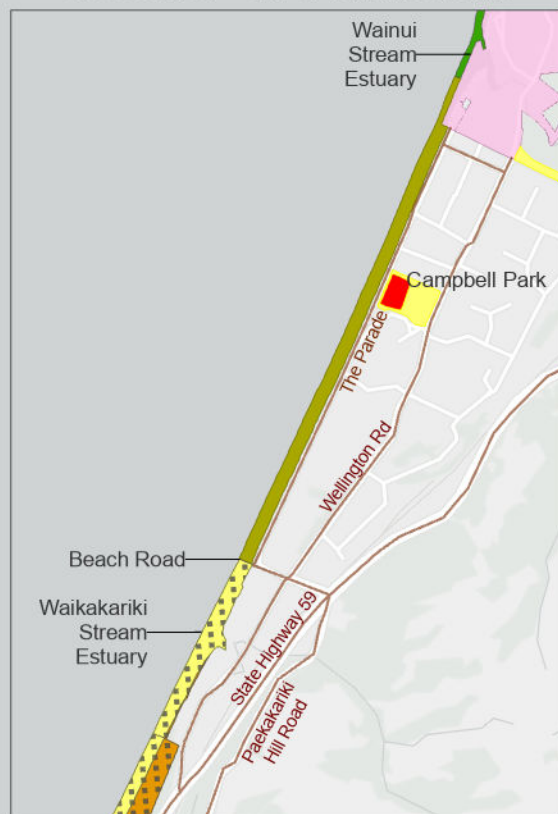 Wainui
Stream
Estuary
Campbell Park
The Parade
Wellington Rd
Beach Road
Waikakariki
Stream
Estuary
State Highway 59
Paekakariki
Hill Road